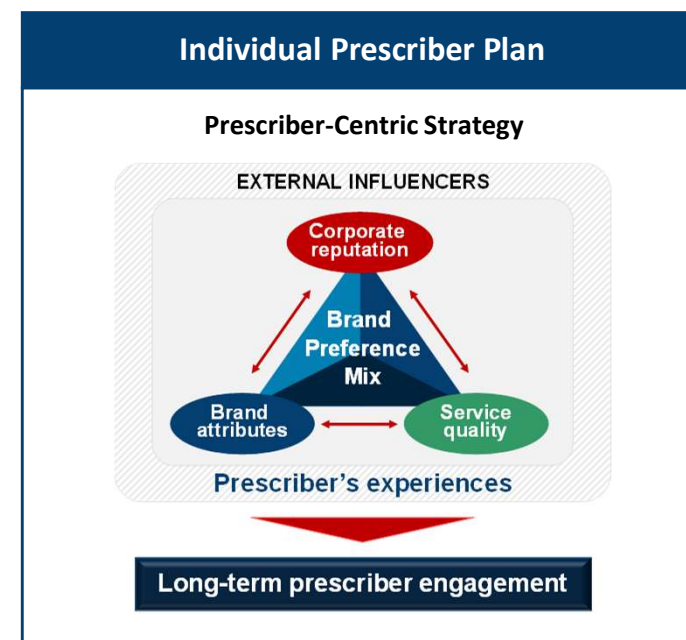 Individual Prescriber Plan
Prescriber-Centric Strategy
EXTERNAL INFLUENCERS
Corporate
reputation
Brand
Preference
Mix
Brand
attributes
Service
quality
Prescriber's experiences
Long-term prescriber engagement